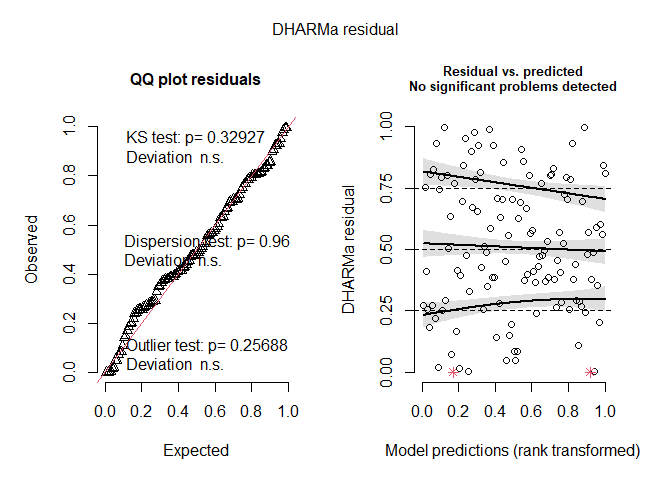 DHARMa residual
QQ plot residuals
KS test: p= 0.32927
Deviation n.s.
Dispersion test: p= 0.96
Deviation n.s.
Outlier test: p= 0.25688
Deviation n.s.
Observed
0.0 0.2 0.4 0.6 0.8 1.0
0.0 0.2 0.4 0.6 0.8 1.0
Expected
Residual vs. predicted
No significant problems detected
DHARMa residual
0.00 0.25 0.50 0.75 1.00
0.0 0.2 0.4 0.6 0.8 1.0
Model predictions (rank transformed)